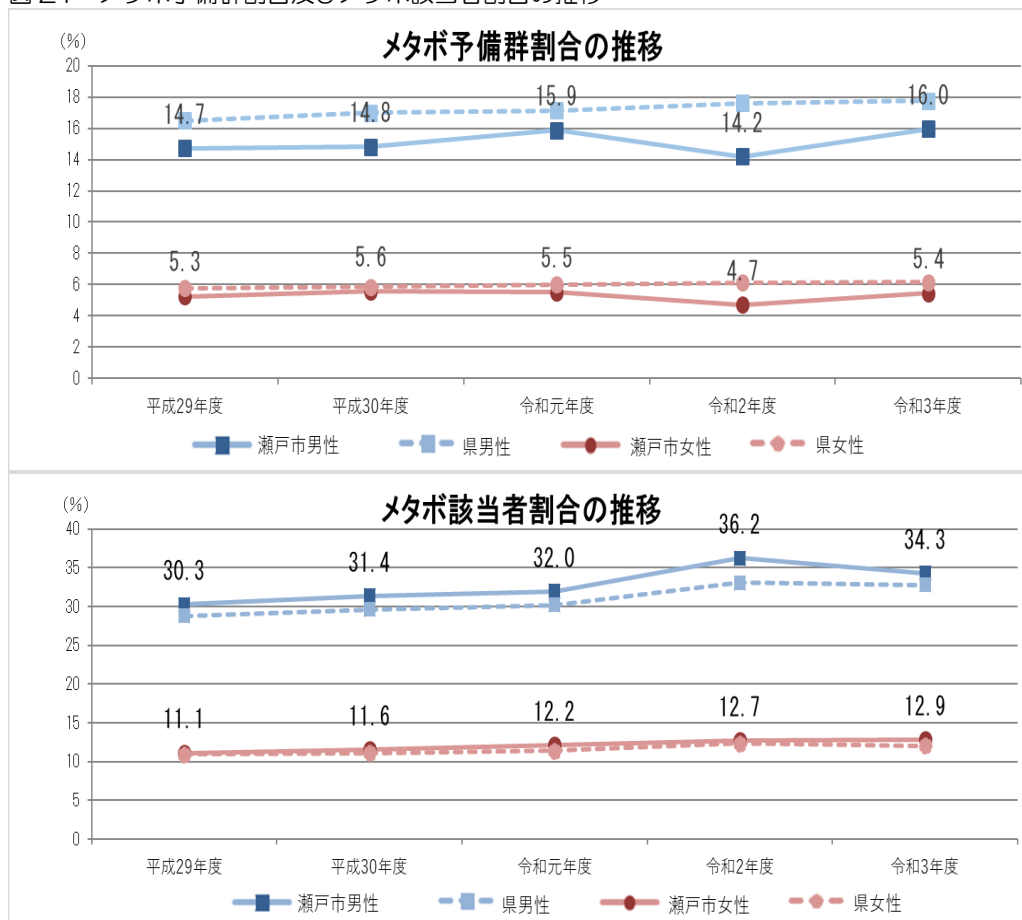 メタボ予備群割合の推移
(%)
20
18
16
14
12
10
8
6
4
2
0
14.7
14.8
15.9
14.2
16.0
5.3
5.6
5.5
4.7
5.4
平成29年度
平成30年度
令和元年度
令和2年度
令和3年度
瀬戸市男性
県男性
瀬戸市女性
県女性
メタボ該当者割合の推移
(%)
40
35
30
25
20
15
10
5
0
30.3
31.4
32.0
36.2
34.3
11.1
11.6
12.2
12.7
12.9
平成29年度
平成30年度
令和元年度
令和2年度
令和3年度
瀬戸市男性
県男性
瀬戸市女性
県女性